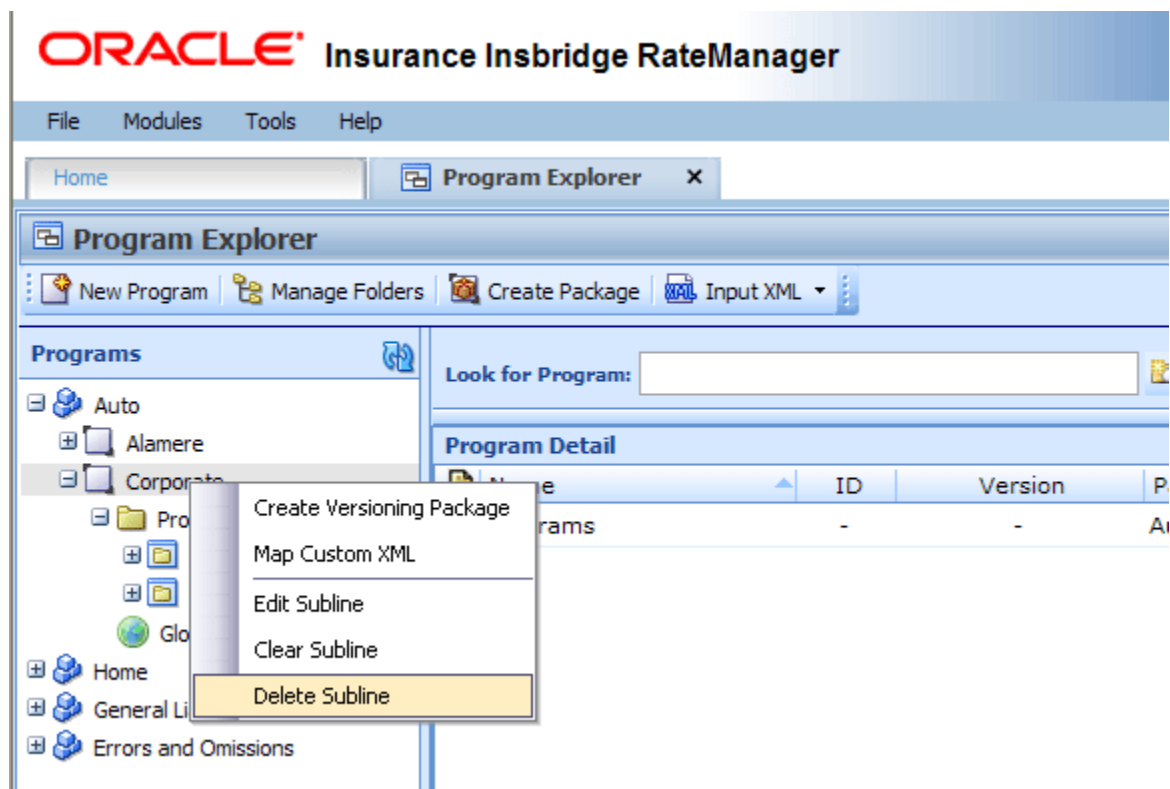 ORACLE Insurance Insbridge RateManager
File Modules Tools Help
Home Program Explorer
Program Explorer
New Program Manage Folders Create Package Input XML
Programs
Look for Program:
Auto
Alamere
Corporate
Program Detail
ID Version
Create Versioning Package
Map Custom XML
Edit Subline
Clear Subline
Delete Subline
- -
Home
General Li
Errors and Omissions